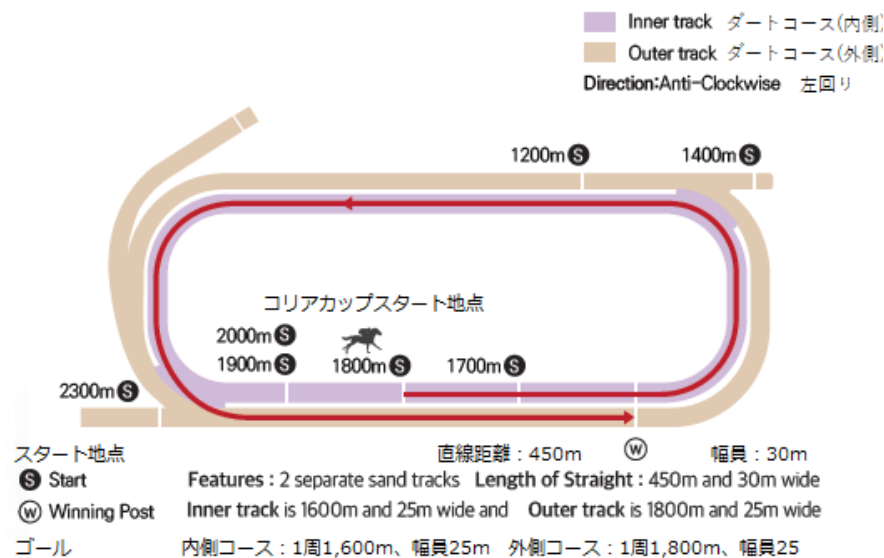 Inner track ダートコース(内側)
Outer track ダートコース(外側)
Direction:Anti-Clockwise 左回り
1200m S 1400m S
コリアカップスタート地点
2000m S
1900m S 1800m S 1700m S
2300m S
スタート地点 直線距離：450m W 幅員：30m
S Start Features : 2 separate sand tracks Length of Straight : 450m and 30m wide
W Winning Post Inner track is 1600m and 25m wide and Outer track is 1800m and 25m wide
ゴール 内側コース：1周1,600m、幅員25m 外側コース：1周1,800m、幅員25